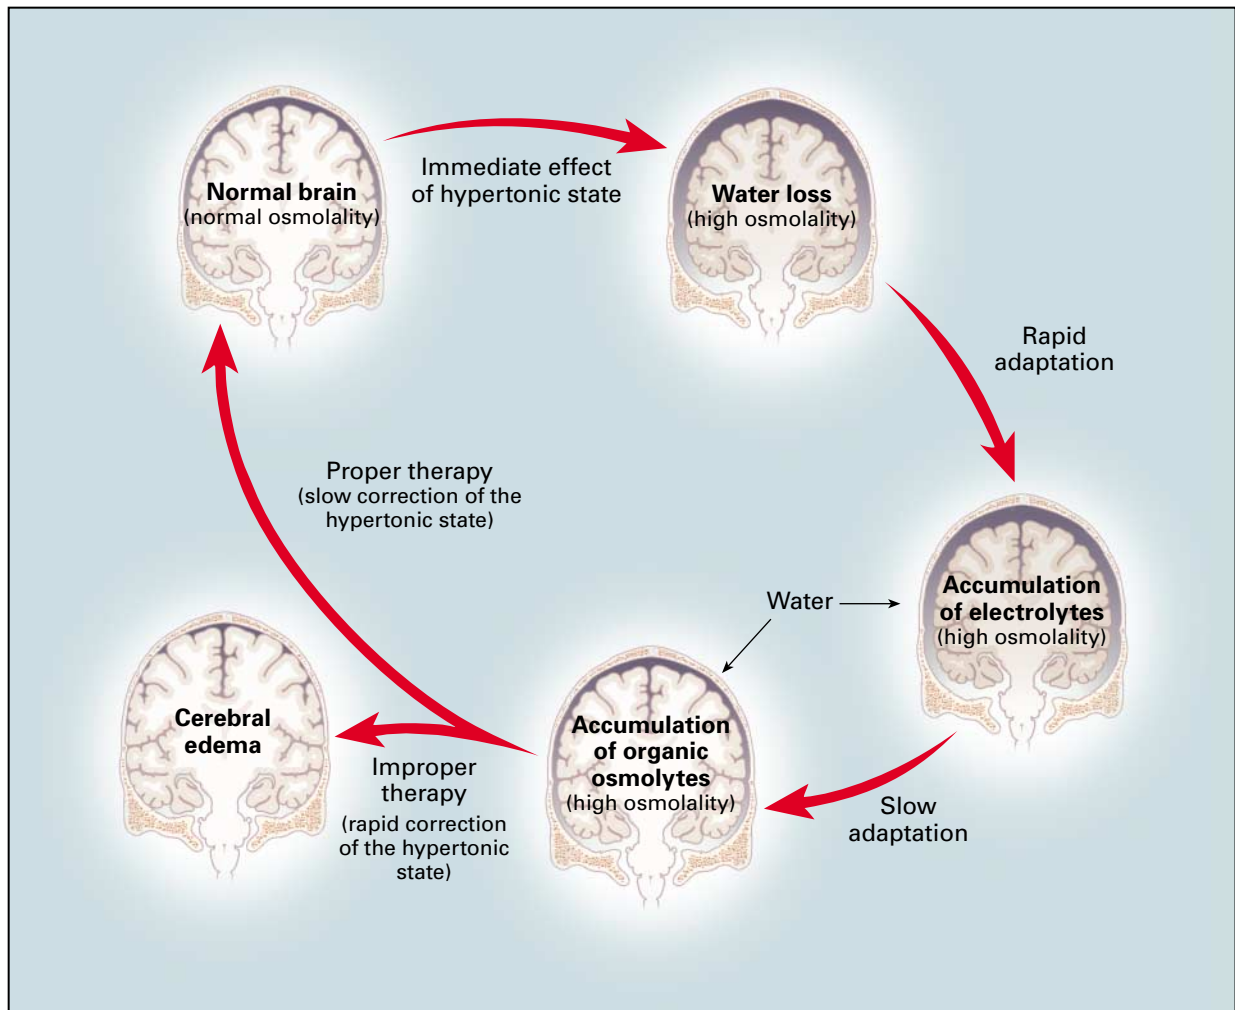 Normal brain
(normal osmolality)
Immediate effect
of hypertonic state
Water loss
(high osmolality)
Rapid
adaptation
Proper therapy
(slow correction of the
hypertonic state)
Water
Accumulation
of electrolytes
(high osmolality)
Cerebral
edema
Improper
therapy
(rapid correction
of the hypertonic
state)
Accumulation
of organic
osmolytes
(high osmolality)
Slow
adaptation